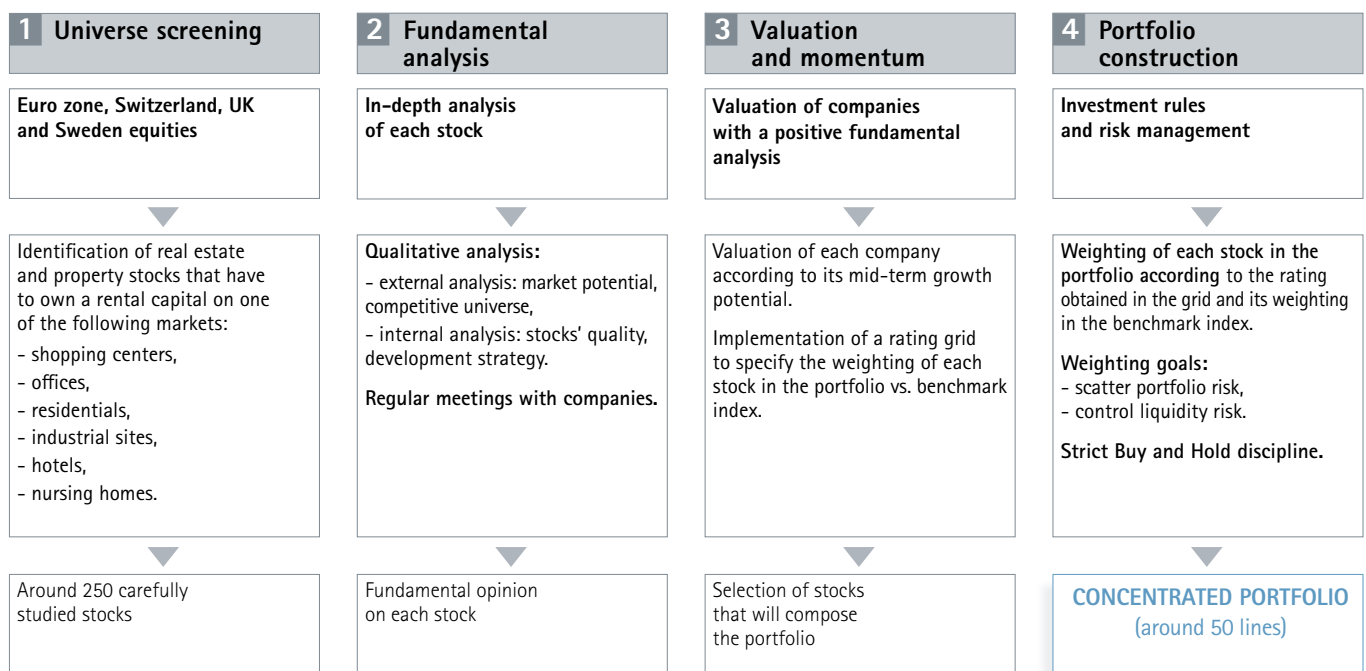 1 Universe screening
Euro zone, Switzerland, UK
and Sweden equities
Identification of real estate
and property stocks that have
to own a rental capital on one
of the following markets:
- shopping centers,
- offices,
- residentials,
- industrial sites,
- hotels,
- nursing homes.
Around 250 carefully
studied stocks
2 Fundamental
analysis
In-depth analysis
of each stock
Qualitative analysis:
- external analysis: market potential,
competitive universe,
- internal analysis: stocks' quality,
development strategy.
Regular meetings with companies.
Fundamental opinion
on each stock
3 Valuation
and momentum
Valuation of companies
with a positive fundamental
analysis
Valuation of each company
according to its mid-term growth
potential.
Implementation of a rating grid
to specify the weighting of each
stock in the portfolio vs. benchmark
index.
Selection of stocks
that will compose
the portfolio
4 Portfolio
construction
Investment rules
and risk management
Weighting of each stock in the
portfolio according to the rating
obtained in the grid and its weighting
in the benchmark index.
Weighting goals:
- scatter portfolio risk,
- control liquidity risk.
Strict Buy and Hold discipline.
CONCENTRATED PORTFOLIO
(around 50 lines)